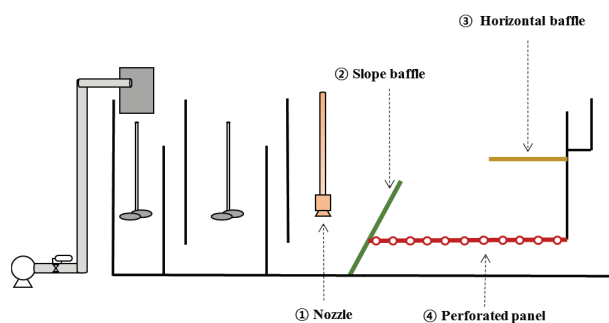 ③ Horizontal baffle
② Slope baffle
① Nozzle
④ Perforated panel